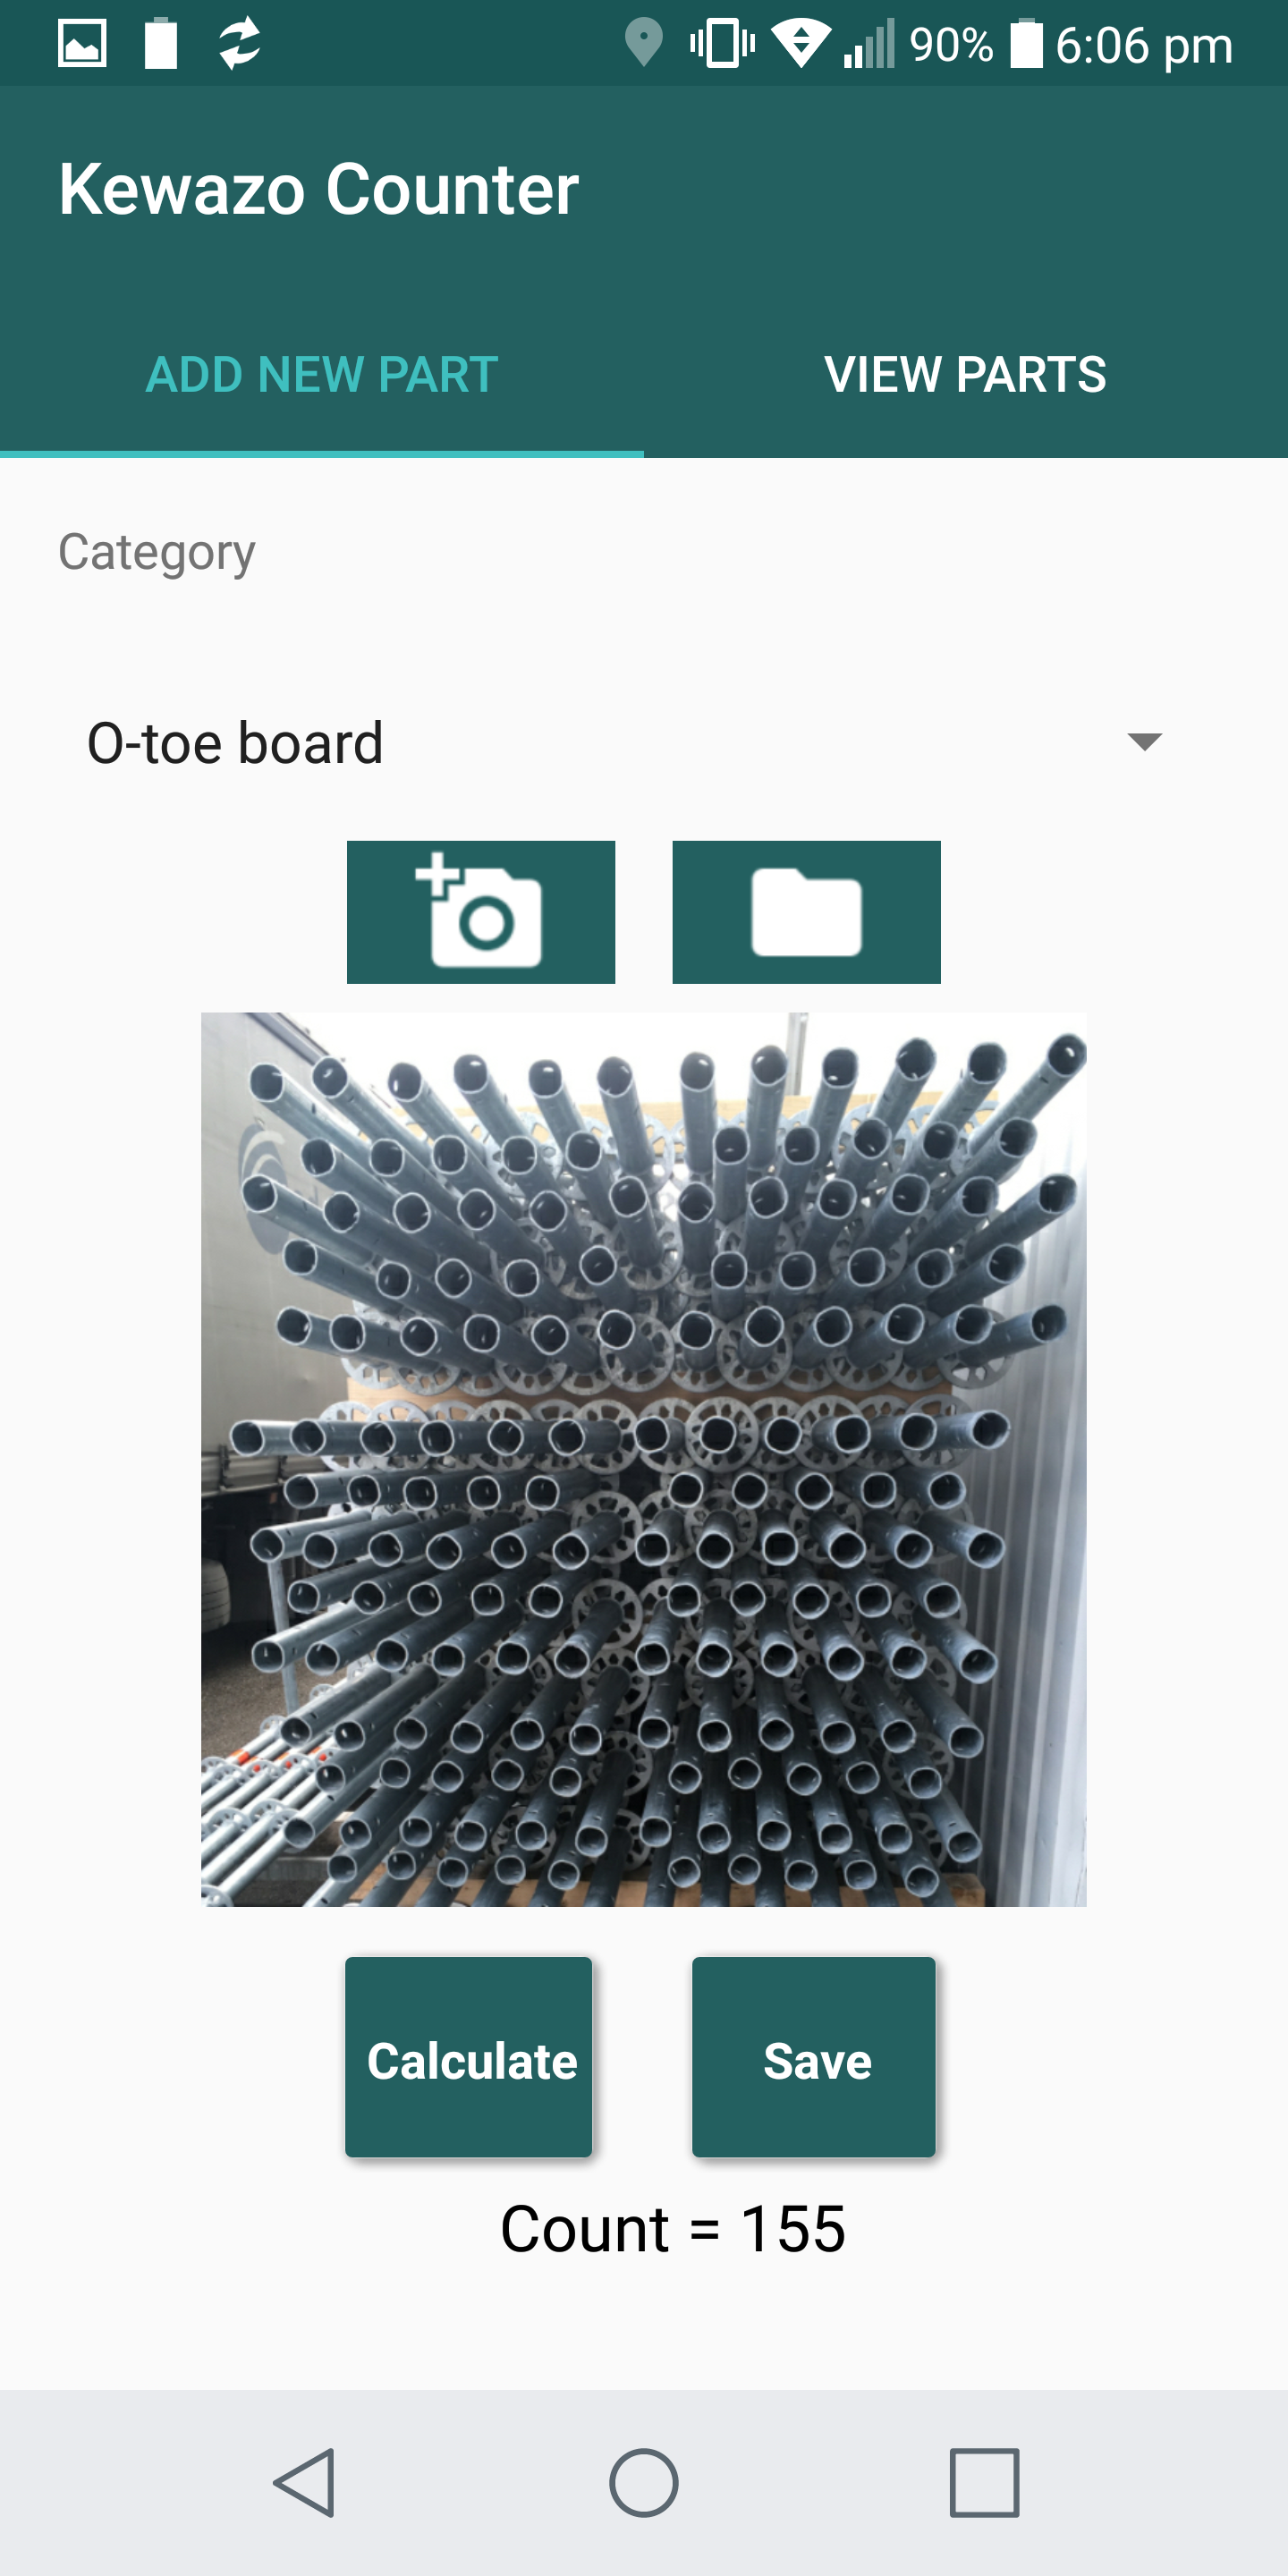 90% 6:06 pm
Kewazo Counter
ADD NEW PART VIEW PARTS
Category
O-toe board
Calculate Save
Count = 155